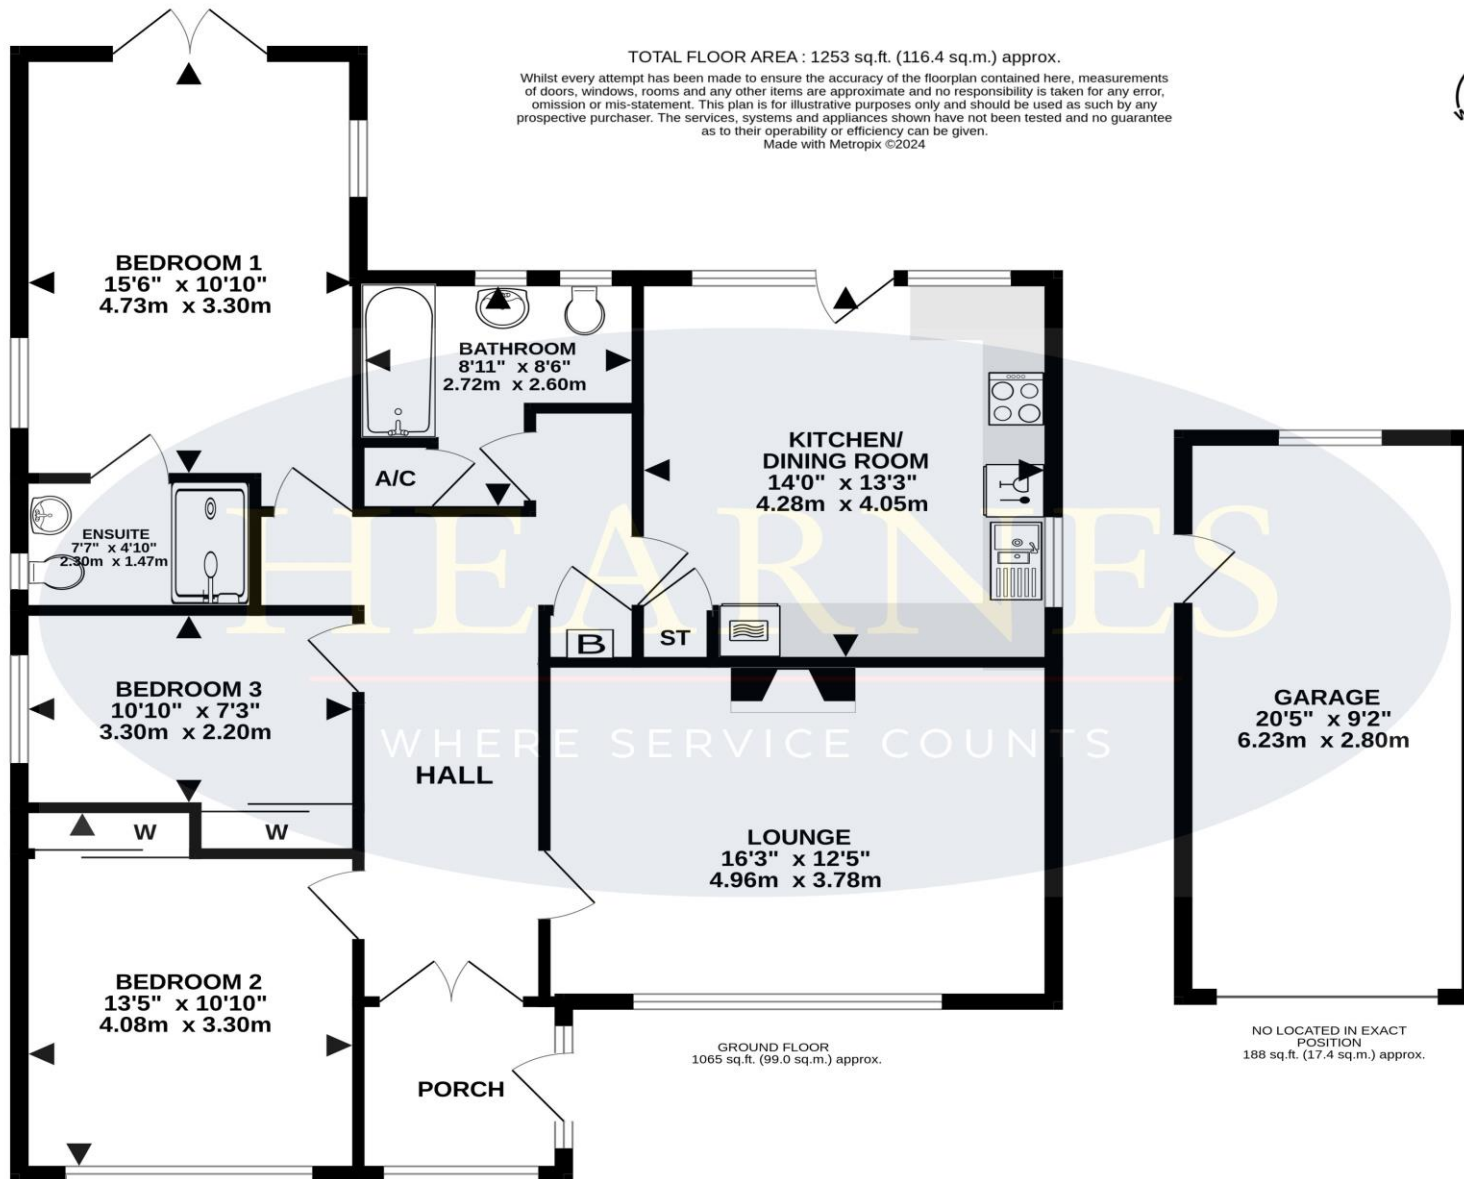 TOTAL FLOOR AREA : 1253 sq.ft. (116.4 sq.m.) approx.
Whilst every attempt has been made to ensure the accuracy of the floorplan contained here, measurements
of doors, windows, rooms and any other items are approximate and no responsibility is taken for any error,
omission or mis-statement. This plan is for illustrative purposes only and should be used as such by any
prospective purchaser. The services, systems and appliances shown have not been tested and no guarantee
as to their operability or efficiency can be given.
Made with Metropix ©2024
BEDROOM 1
15'6" x 10'10"
4.73m x 3.30m
BATHROOM
8'11" x 8'6"
2.72m x 2.60m
KITCHEN/
DINING ROOM
14'0" x 13'3"
4.28m x 4.05m
A/C
ENSUITE
7'7" x 4'10"
2.30m x 1.47m
HEARNES
B
ST
BEDROOM 3
10'10" x 7'3"
3.30m x 2.20m
GARAGE
20'5" x 9'2"
6.23m x 2.80m
WHERE SERVICE COUNTS
HALL
W
W
LOUNGE
16'3" x 12'5"
4.96m x 3.78m
BEDROOM 2
13'5" x 10'10"
4.08m x 3.30m
PORCH
GROUND FLOOR
1065 sq.ft. (99.0 sq.m.) approx.
NO LOCATED IN EXACT
POSITION
188 sq.ft. (17.4 sq.m.) approx.